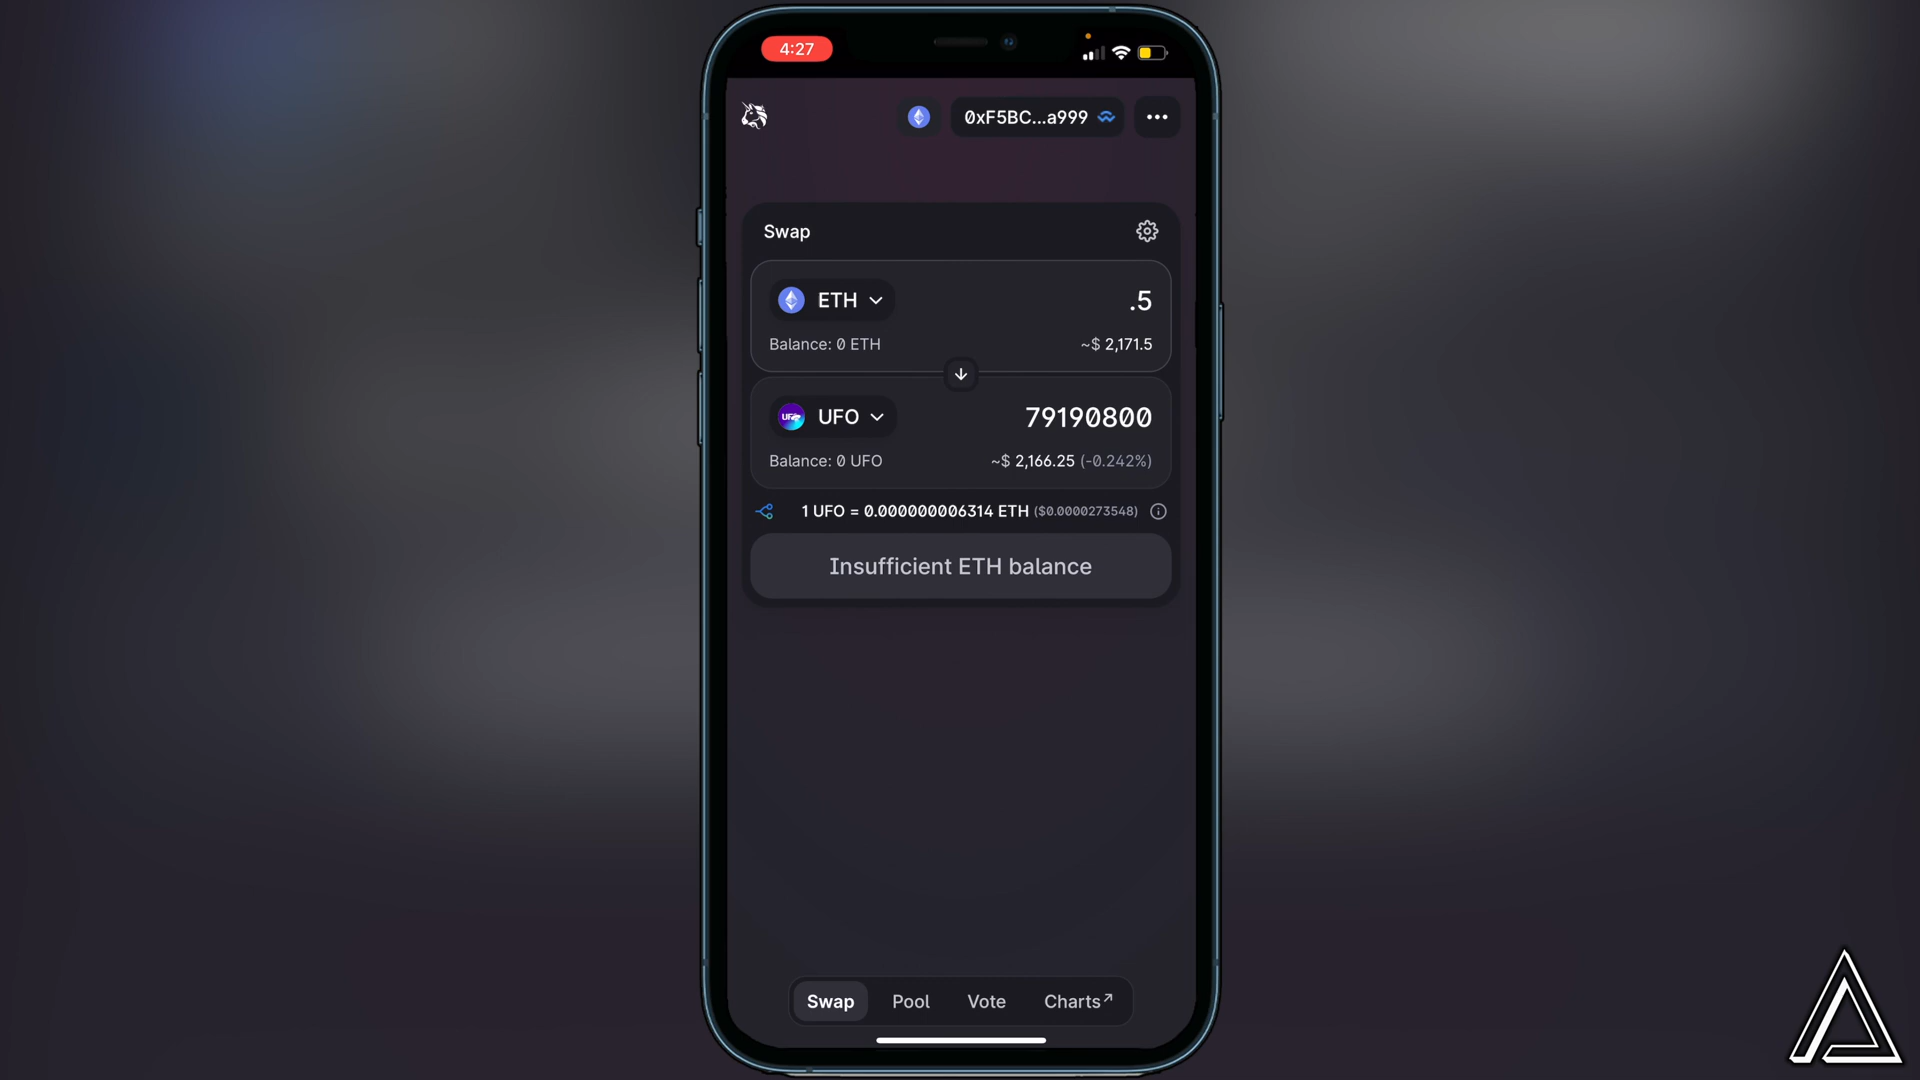 4:27
0xF5BC...a999
Swap
ETH
.5
Balance: 0 ETH
~$ 2,171.5
UFO
UFO
79190800
Balance: 0 UFO
~$ 2,166.25 (-0.242%)
1 UFO = 0.000000006314 ETH ($0.0000273548)
Insufficient ETH balance
Swap
Pool
Vote
Charts↗